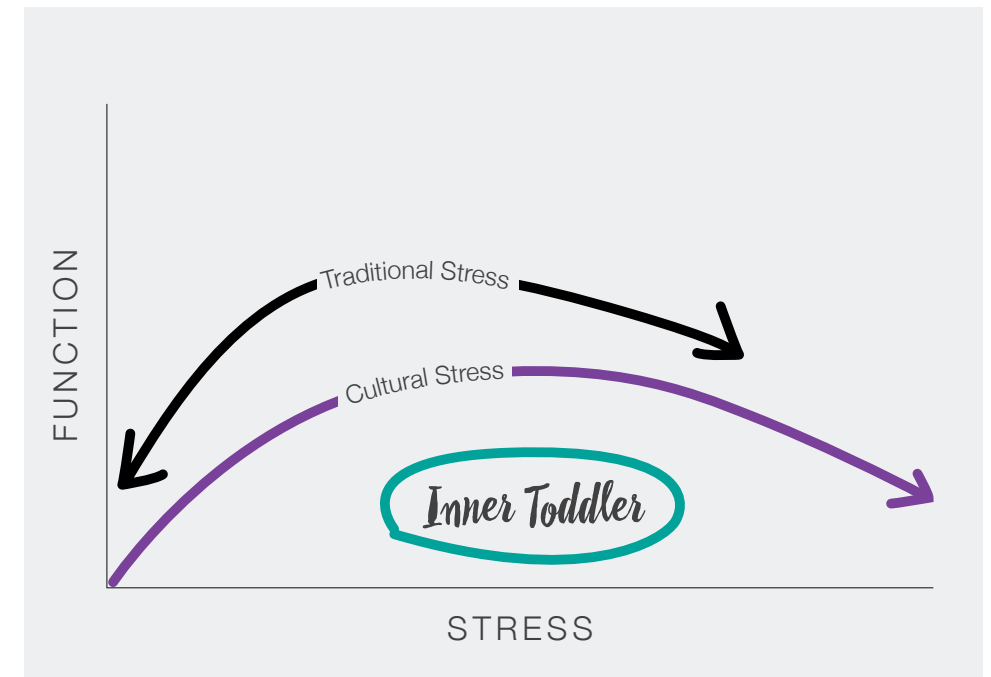 FUNCTION
Traditional Stress
Cultural Stress
Inner Toddler
STRESS